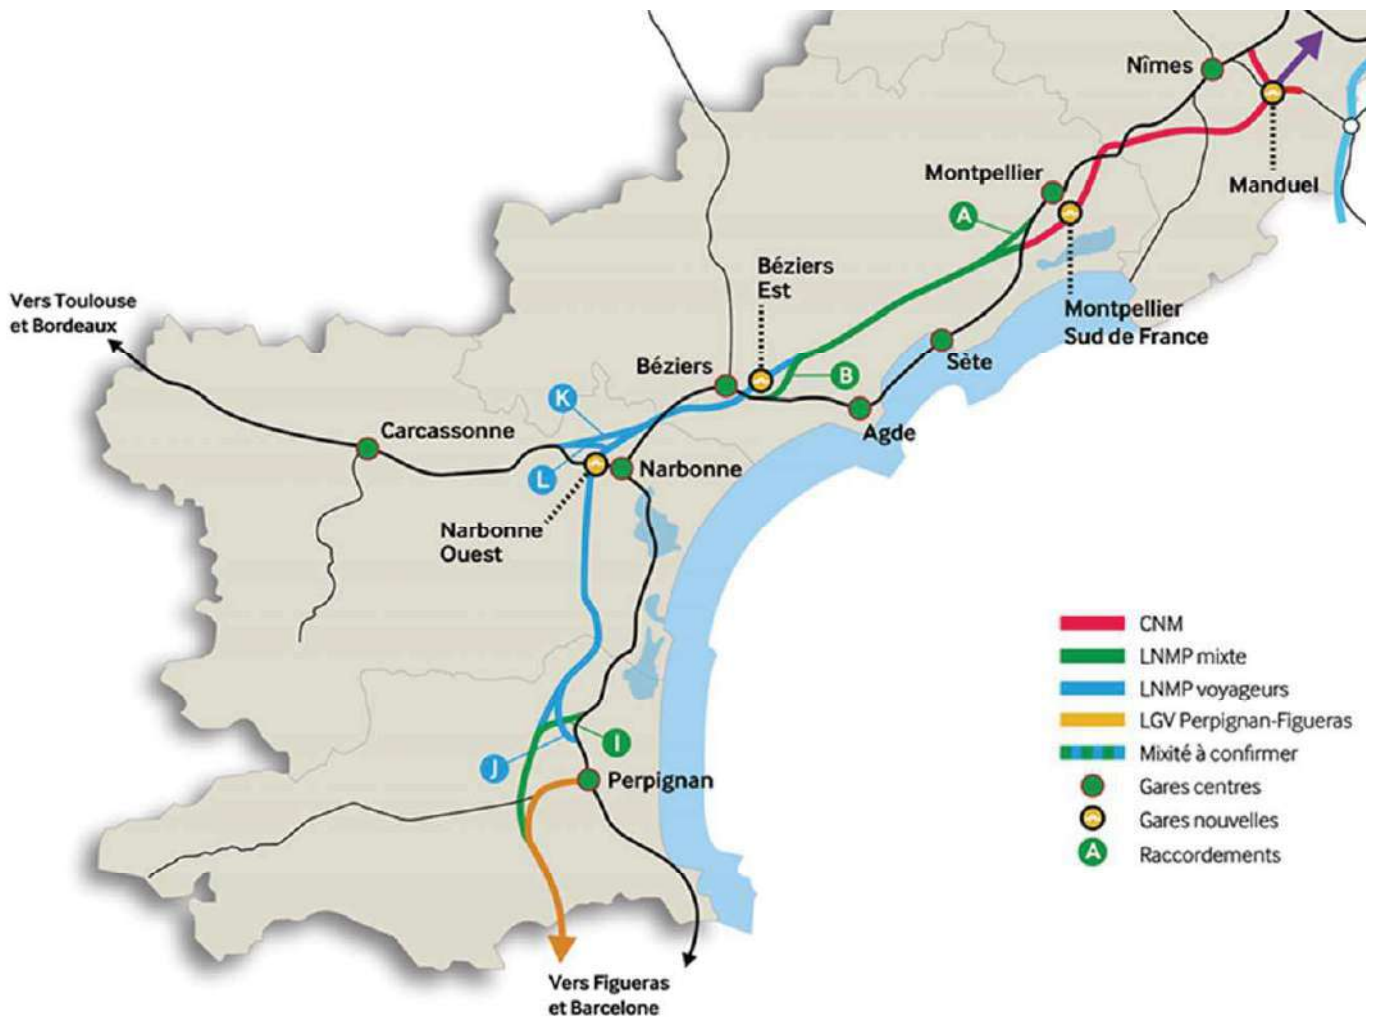 Nîmes
Manduel
Montpellier
A
Béziers
Est
Vers Toulouse
et Bordeaux
Montpellier
Sud de France
Sète
Béziers
B
K
Agde
Carcassonne
L
Narbonne
Narbonne
Ouest
CNM
LNMP mixte
LNMP voyageurs
LGV Perpignan-Figueras
Mixité à confirmer
Gares centres
Gares nouvelles
A Raccordements
I
J
Perpignan
Vers Figueras
et Barcelone